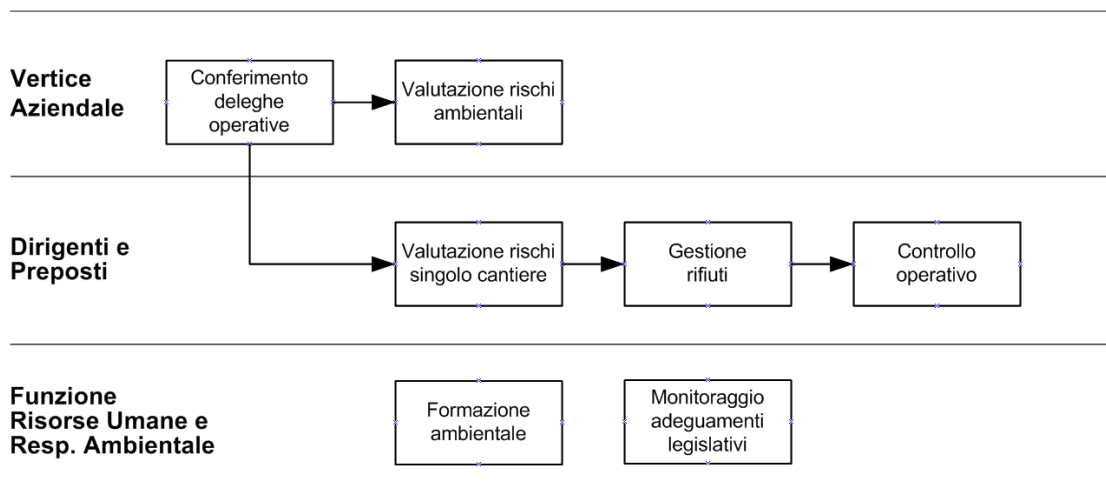 Vertice
Aziendale
Conferimento
deleghe
operative
Valutazione rischi
ambientali
Dirigenti e
Preposti
Valutazione rischi
singolo cantiere
Gestione
rifiuti
Controllo
operativo
Funzione
Risorse Umane e
Resp. Ambientale
Formazione
ambientale
Monitoraggio
adeguamenti
legislativi